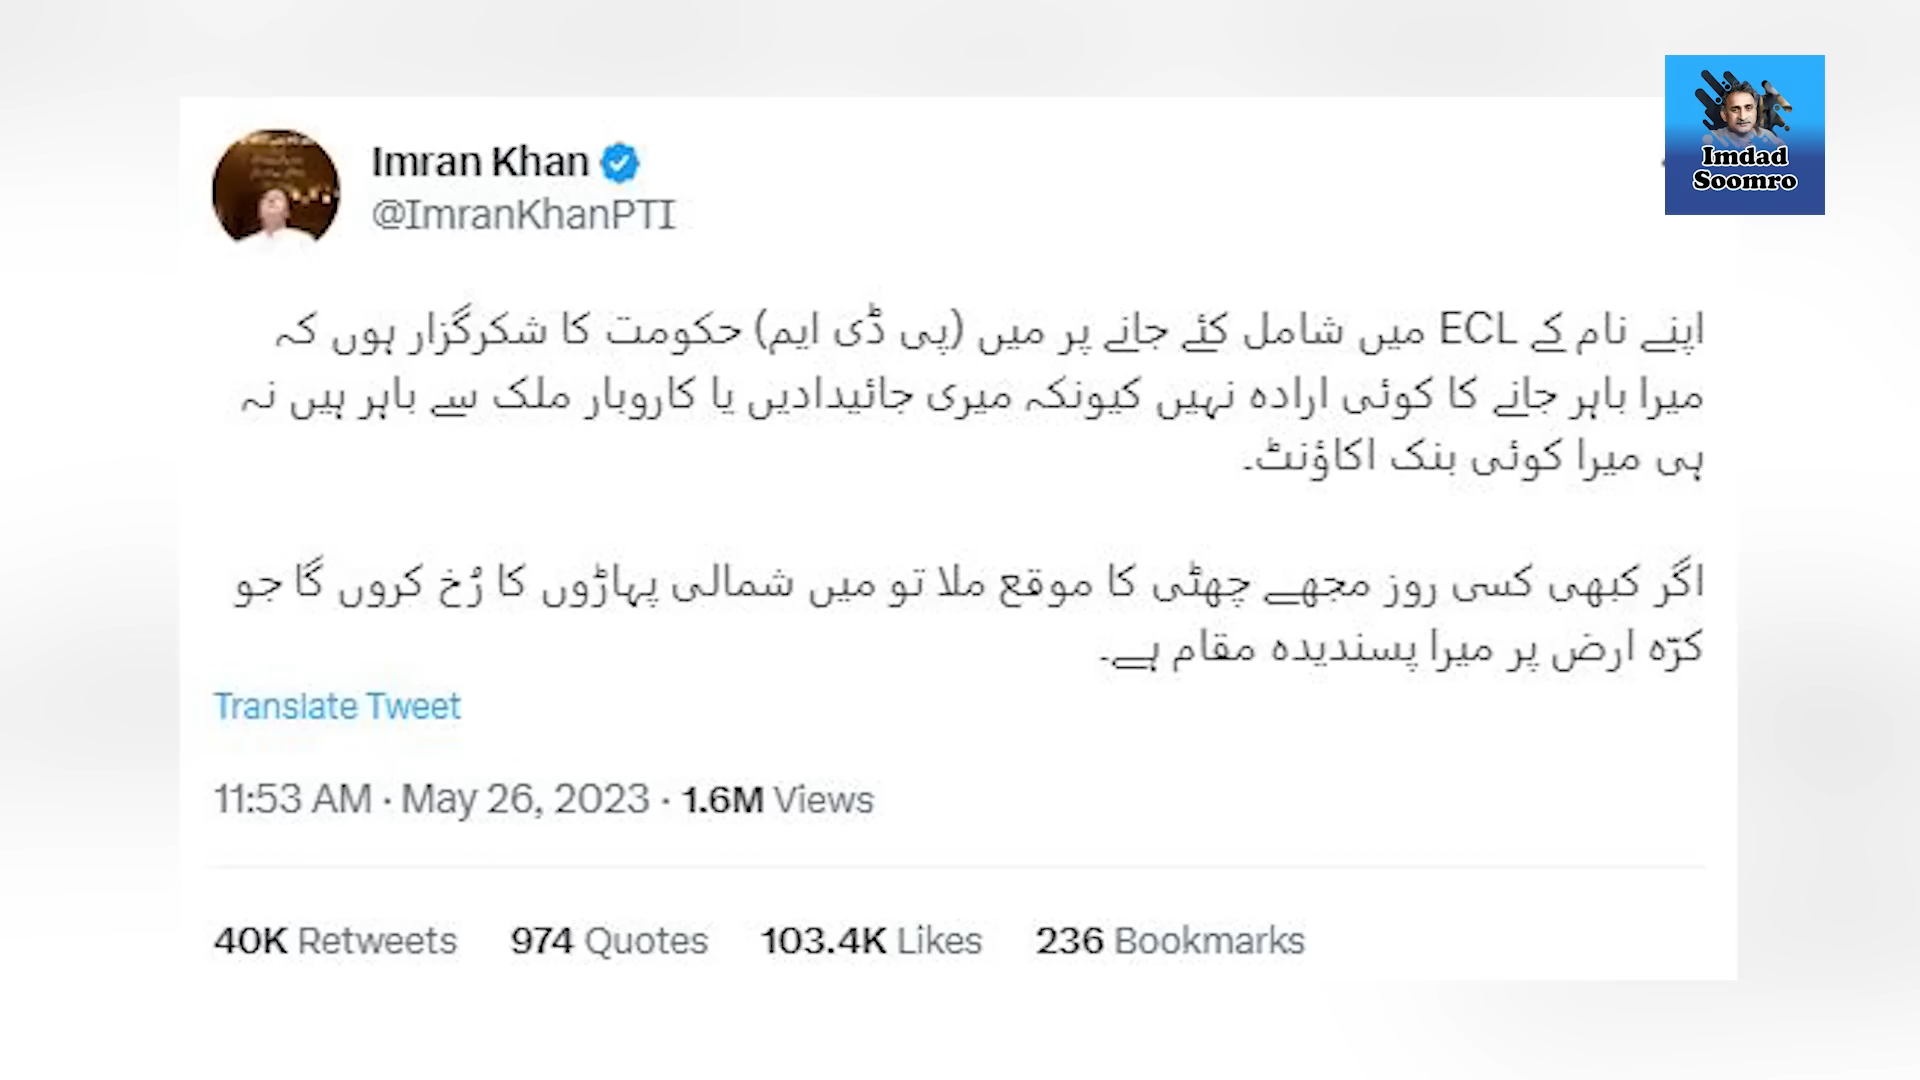 Imdad
Soomro
Imran Khan
@ImranKhanPTI
اپنے نام کے ECL میں شامل کئے جانے پر میں (پی ڈی ایم) حکومت کا شکرگزار ہوں کہ
میرا باہر جانے کا کوئی ارادہ نہیں کیونکہ میری جائیدادیں یا کاروبار ملک سے باہر ہیں نہ
ہی میرا کوئی بنک اکاؤنٹ۔
اگر کبھی کسی روز مجھے چھٹی کا موقع ملا تو میں شمالی پہاڑوں کا رُخ کروں گا جو
کرّہ ارض پر میرا پسندیدہ مقام ہے۔
Translate Tweet
11:53 AM · May 26, 2023 · 1.6M Views
40K Retweets 974 Quotes 103.4K Likes 236 Bookmarks